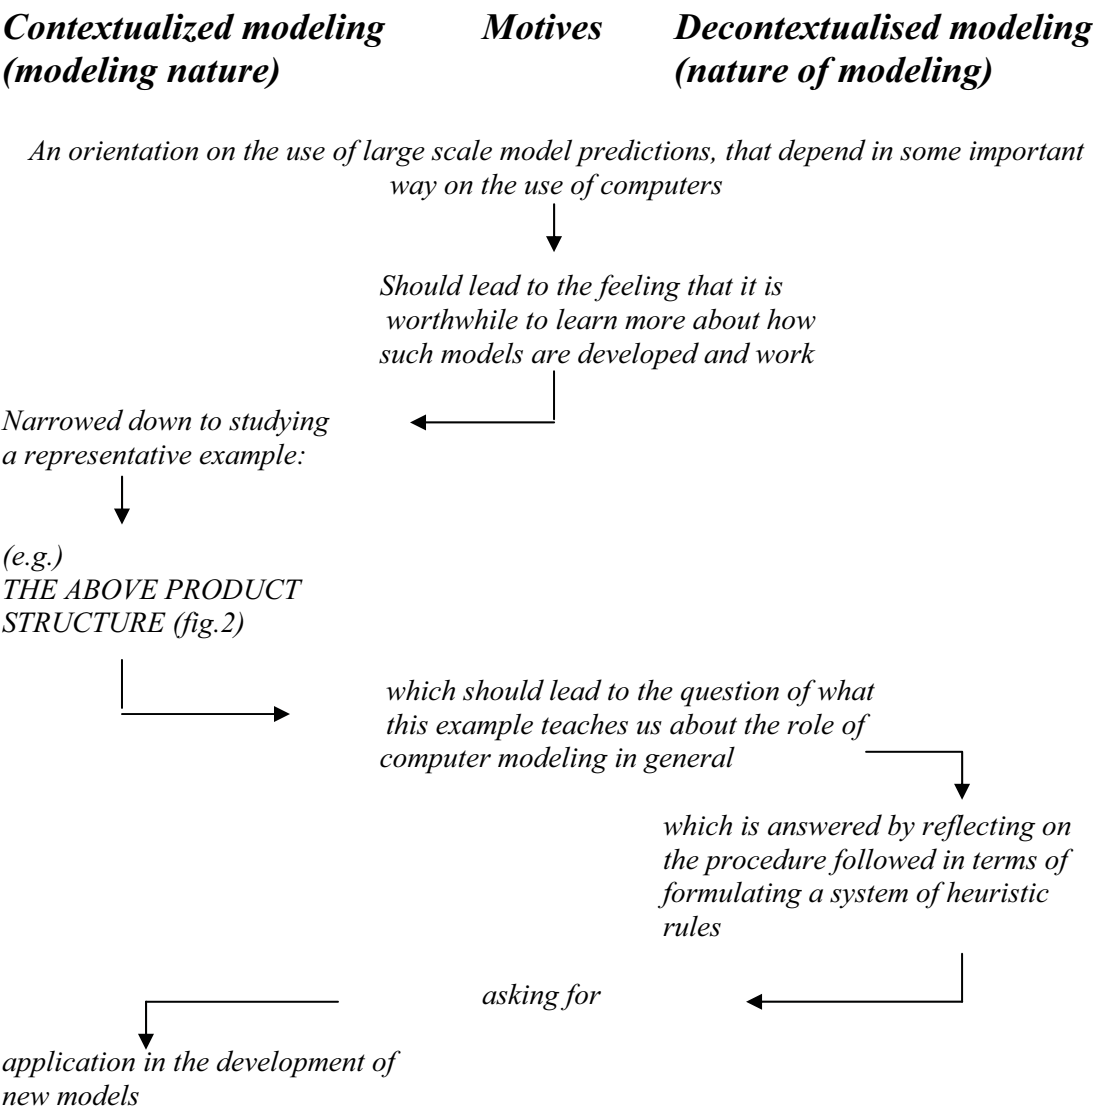 Contextualized modeling Motives Decontextualised modeling
(modeling nature) (nature of modeling)
An orientation on the use of large scale model predictions, that depend in some important
way on the use of computers
Should lead to the feeling that it is
worthwhile to learn more about how
such models are developed and work
Narrowed down to studying
a representative example:
(e.g.)
THE ABOVE PRODUCT
STRUCTURE (fig.2)
which should lead to the question of what
this example teaches us about the role of
computer modeling in general
which is answered by reflecting on
the procedure followed in terms of
formulating a system of heuristic
rules
asking for
application in the development of
new models